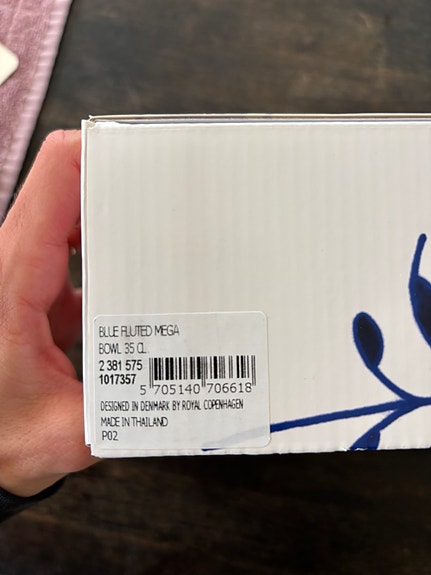 BLUE FLUTED MEGA
BOWL 35 CL.
2 381 575
1017357
5 705140 706618
DESIGNED IN DENMARK BY ROYAL COPENHAGEN
MADE IN THAILAND
P02